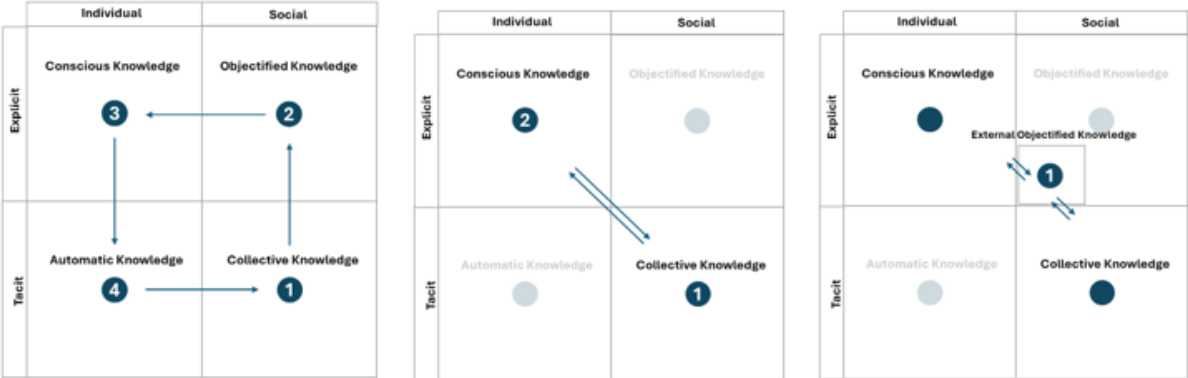 Individual Social
Explicit
Conscious Knowledge Objectified Knowledge
3 2
Tacit
Automatic Knowledge Collective Knowledge
4 1
Individual Social
Explicit
Conscious Knowledge Objectified Knowledge
2
Tacit
Automatic Knowledge Collective Knowledge
1
Individual Social
Explicit
Conscious Knowledge Objectified Knowledge
External Objectified Knowledge
1
Tacit
Automatic Knowledge Collective Knowledge